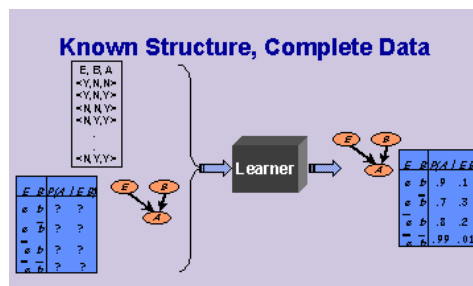 Known Structure, Complete Data
E, B, A
<Y,N,N>
<Y,N,Y>
<N,N,Y>
<N,Y,Y>
.
.
<N,Y,Y>
E B P(A | E,B)
e b ? ?
e b̅ ? ?
e̅ b ? ?
e̅ b̅ ? ?
E B
A
Learner
E B
A
E B P(A | E,B)
e b .9 .1
e b̅ .7 .3
e̅ b .8 .2
e̅ b̅ .99 .01